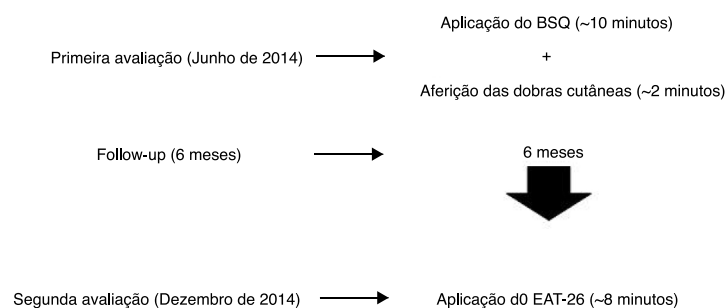 Primeira avaliação (Junho de 2014)
Aplicação do BSQ (~10 minutos)
+
Aferição das dobras cutâneas (~2 minutos)
Follow-up (6 meses)
6 meses
Segunda avaliação (Dezembro de 2014)
Aplicação d0 EAT-26 (~8 minutos)